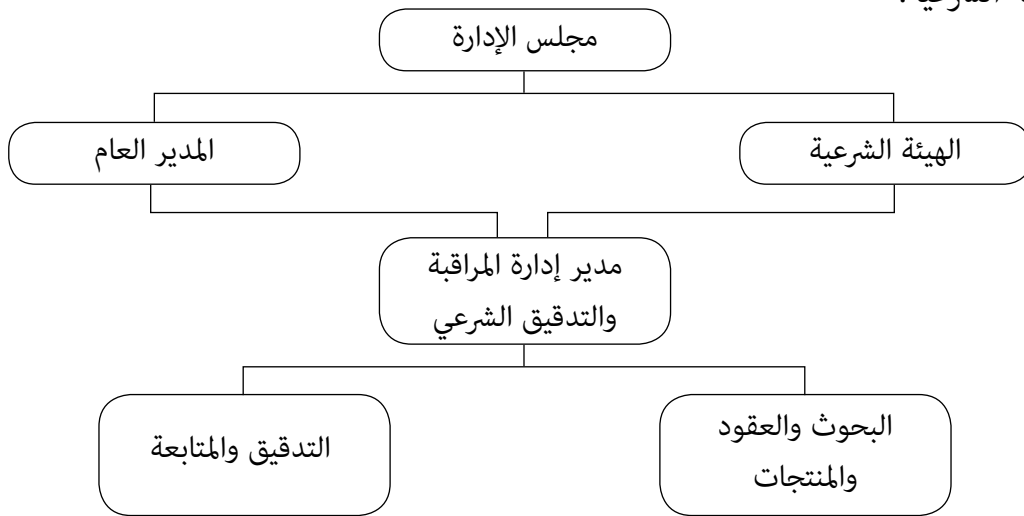 مجلس الإدارة
الهيئة الشرعية
المدير العام
مدير إدارة المراقبة
والتدقيق الشرعي
البحوث والعقود
والمنتجات
التدقيق والمتابعة